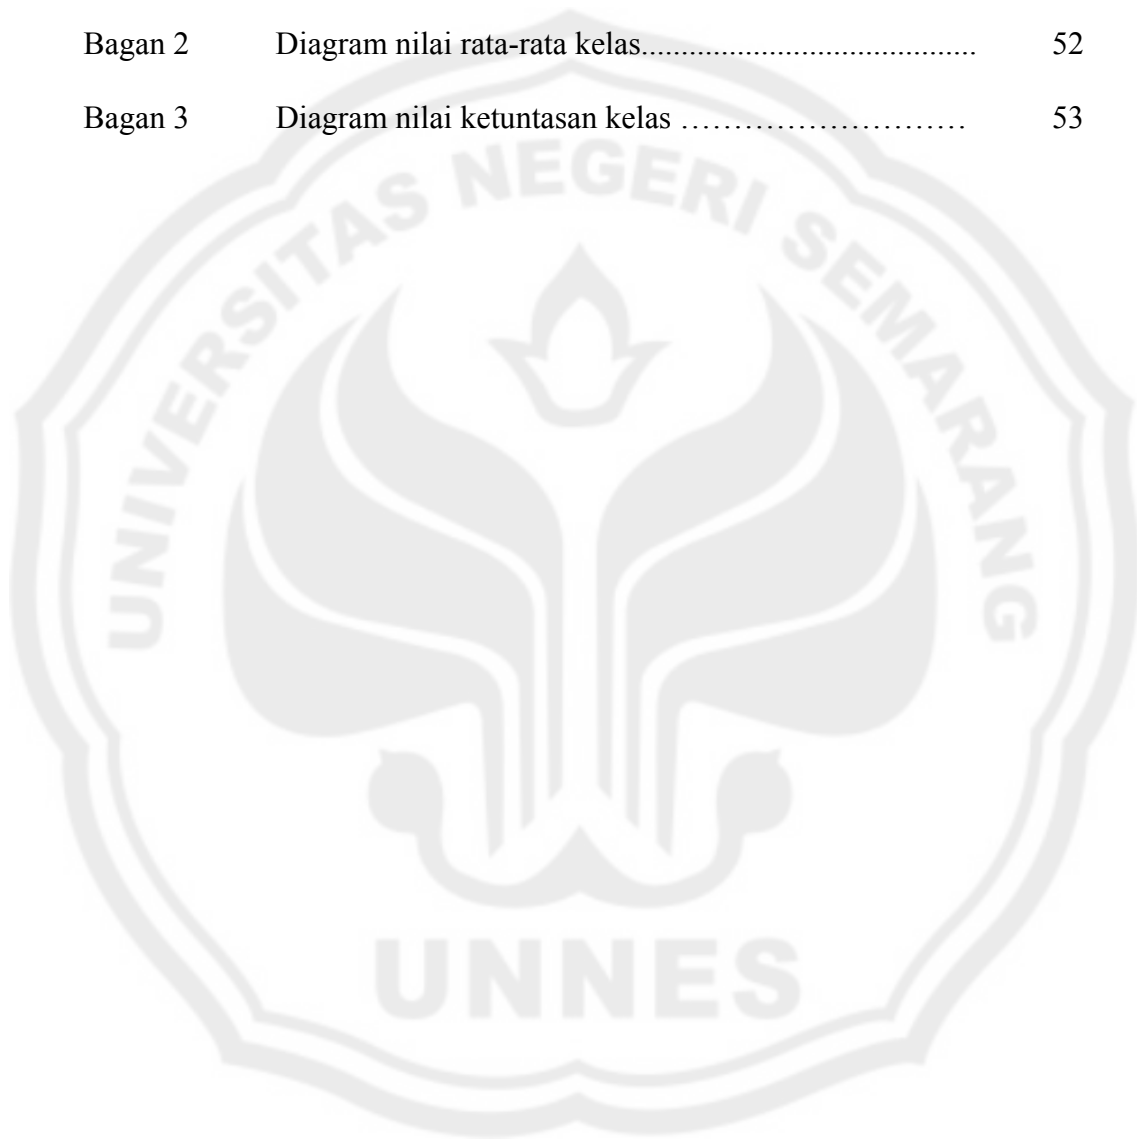 Bagan 2 Diagram nilai rata-rata kelas........................................... 52
Bagan 3 Diagram nilai ketuntasan kelas ……………………… 53
UNIVERSITAS NEGERI SEMARANG
UNNES